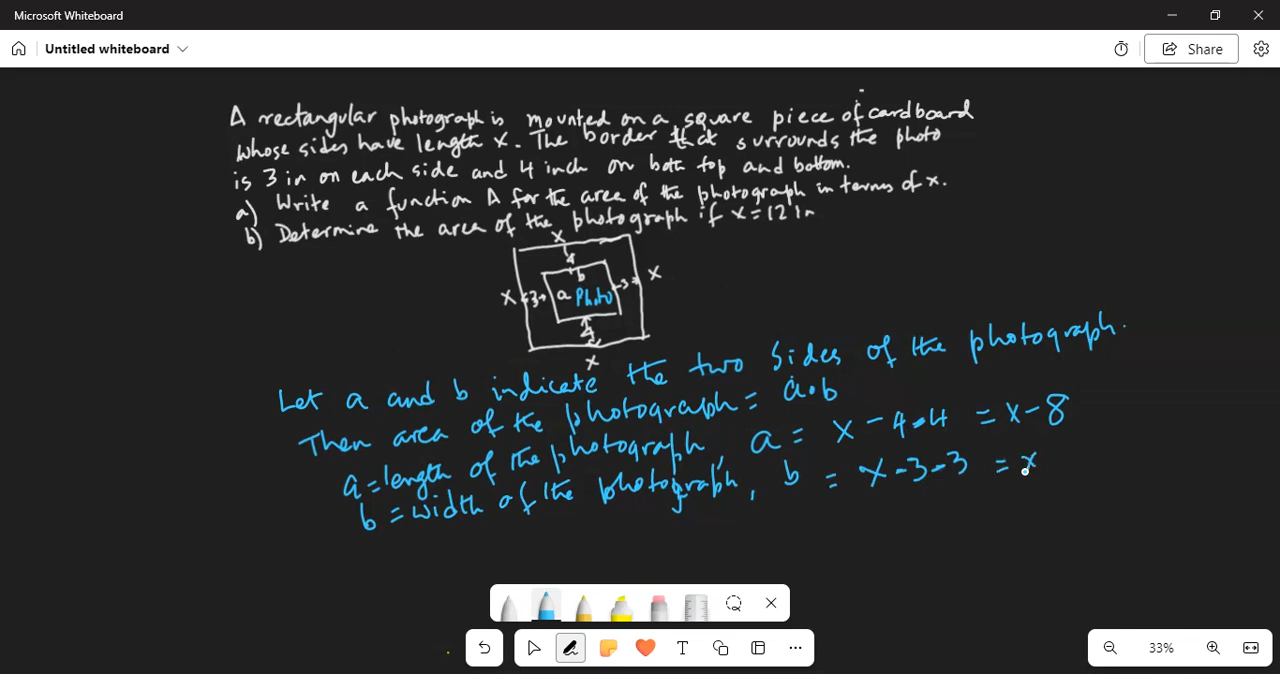 Microsoft Whiteboard
Untitled whiteboard
Share
A rectangular photograph is mounted on a square piece of cardboard
whose sides have length x. The border that surrounds the photo
is 3 in on each side and 4 inch on both top and bottom.
a) Write a function A for the area of the photograph in terms of x.
b) Determine the area of the photograph if x = 12 in
x
4
b
x
x
3
a
Photo
3
4
x
Let a and b indicate the two sides of the photograph.
Then area of the photograph = a·b
a = length of the photograph, a = x - 4 - 4 = x - 8
b = width of the photograph, b = x - 3 - 3 = x
33%